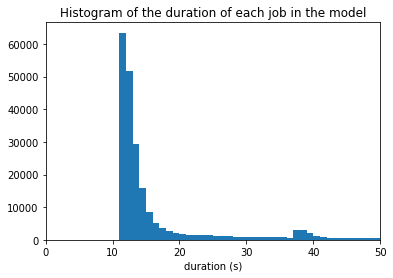 Histogram of the duration of each job in the model
60000
50000
40000
30000
20000
10000
0
0 10 20 30 40 50
duration (s)